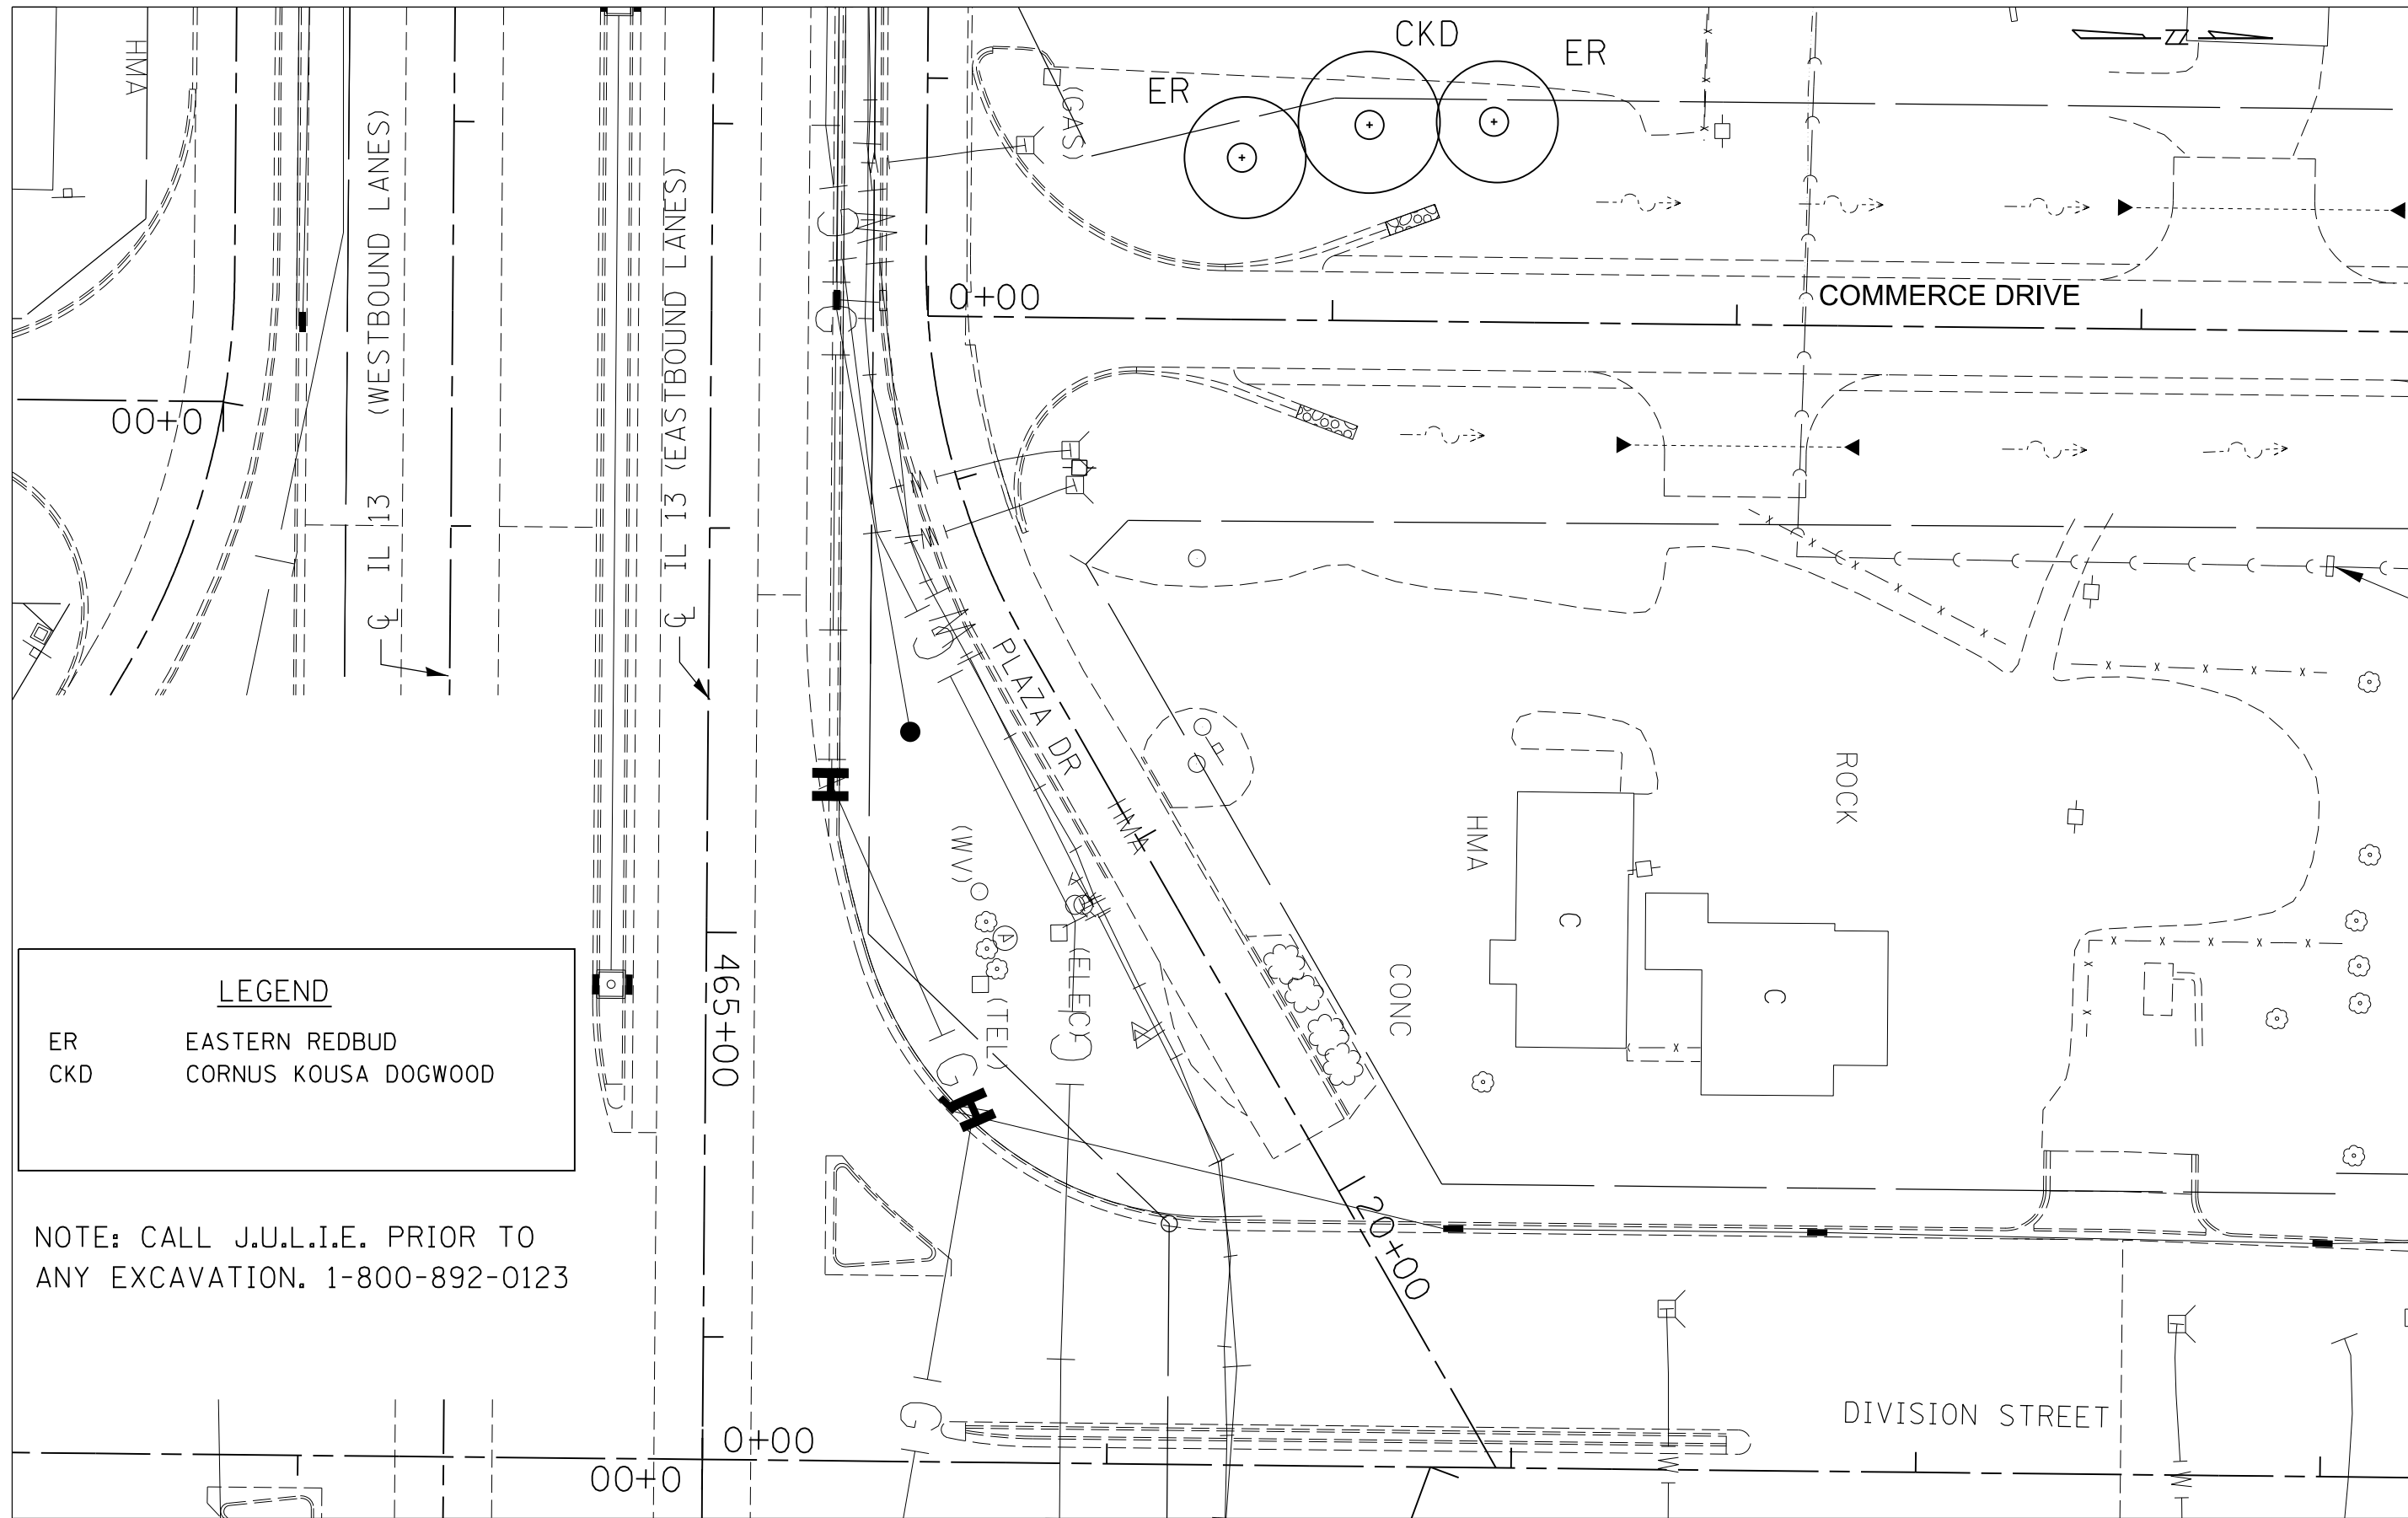 CKD
ER
ER
(GAS)
HMA
IL 13 (WESTBOUND LANES)
IL 13 (EASTBOUND LANES)
G
W
G
0+00
COMMERCE DRIVE
0+00
W
W
G
W
PLAZA DR
HMA
ROCK
HMA
(WV)
A
A
C
C
(ELEC)
(TEL)
CONC
G
G
465+00
LEGEND
ER EASTERN REDBUD
CKD CORNUS KOUSA DOGWOOD
NOTE: CALL J.U.L.I.E. PRIOR TO
ANY EXCAVATION. 1-800-892-0123
20+00
DIVISION STREET
G
0+00
0+00
W
W